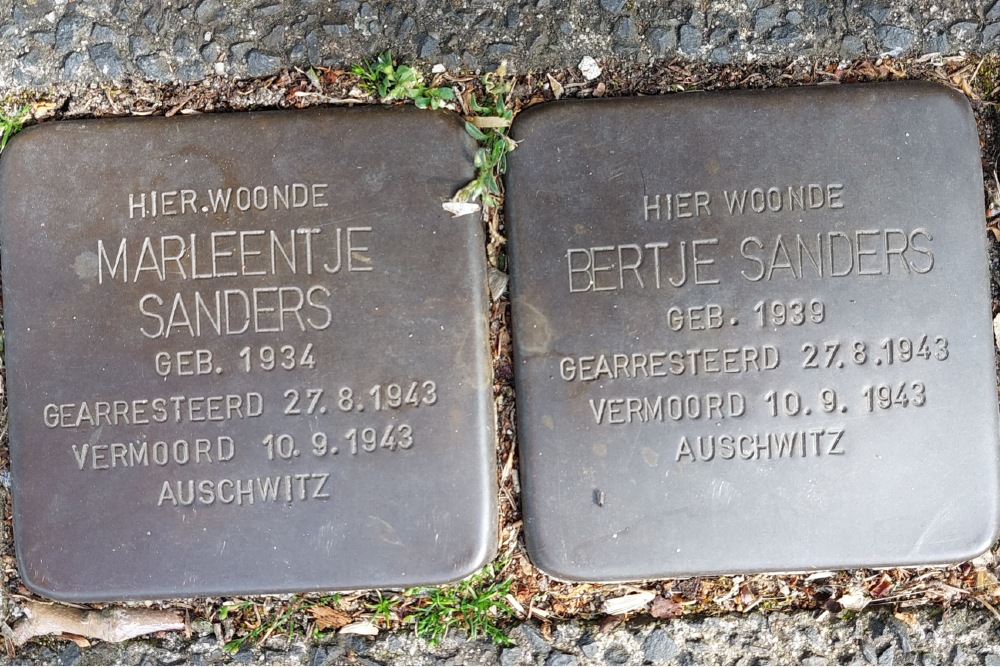 HIER.WOONDE
MARLEENTJE
SANDERS
GEB. 1934
GEARRESTEERD 27.8.1943
VERMOORD 10.9.1943
AUSCHWITZ
HIER WOONDE
BERTJE SANDERS
GEB. 1939
GEARRESTEERD 27.8.1943
VERMOORD 10.9.1943
AUSCHWITZ